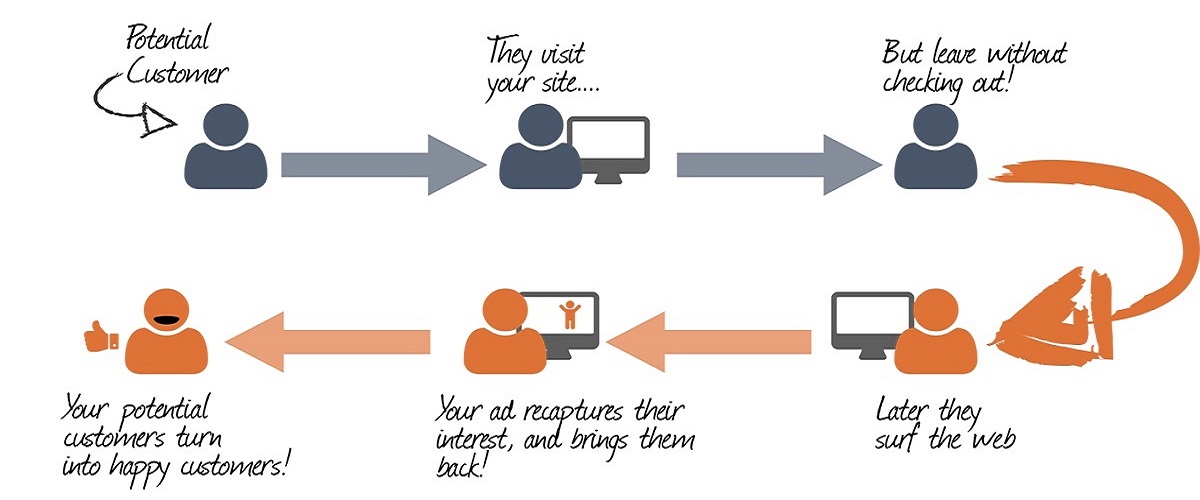 Potential
Customer
They visit
your site....
But leave without
checking out!
Later they
surf the web
Your ad recaptures their
interest, and brings them
back!
Your potential
customers turn
into happy customers!